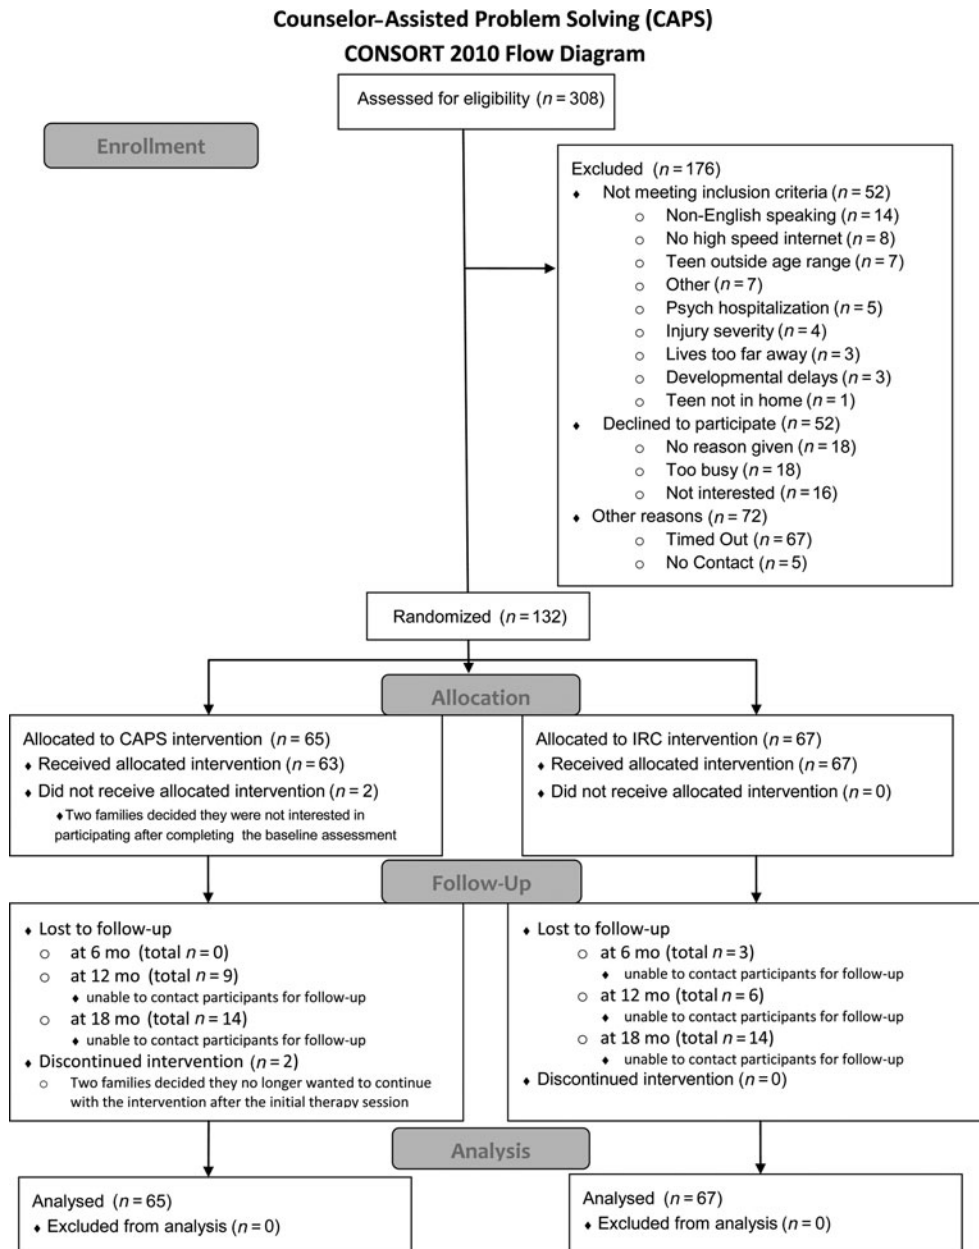 Counselor–Assisted Problem Solving (CAPS)
CONSORT 2010 Flow Diagram
Assessed for eligibility (n = 308)
Enrollment
Excluded (n = 176)
♦ Not meeting inclusion criteria (n = 52)
○ Non-English speaking (n = 14)
○ No high speed internet (n = 8)
○ Teen outside age range (n = 7)
○ Other (n = 7)
○ Psych hospitalization (n = 5)
○ Injury severity (n = 4)
○ Lives too far away (n = 3)
○ Developmental delays (n = 3)
○ Teen not in home (n = 1)
♦ Declined to participate (n = 52)
○ No reason given (n = 18)
○ Too busy (n = 18)
○ Not interested (n = 16)
♦ Other reasons (n = 72)
○ Timed Out (n = 67)
○ No Contact (n = 5)
Randomized (n = 132)
Allocation
Allocated to CAPS intervention (n = 65)
♦ Received allocated intervention (n = 63)
♦ Did not receive allocated intervention (n = 2)
♦ Two families decided they were not interested in
participating after completing the baseline assessment
Allocated to IRC intervention (n = 67)
♦ Received allocated intervention (n = 67)
♦ Did not receive allocated intervention (n = 0)
Follow-Up
♦ Lost to follow-up
○ at 6 mo (total n = 0)
○ at 12 mo (total n = 9)
♦ unable to contact participants for follow-up
○ at 18 mo (total n = 14)
♦ unable to contact participants for follow-up
♦ Discontinued intervention (n = 2)
○ Two families decided they no longer wanted to continue
with the intervention after the initial therapy session
♦ Lost to follow-up
○ at 6 mo (total n = 3)
♦ unable to contact participants for follow-up
○ at 12 mo (total n = 6)
♦ unable to contact participants for follow-up
○ at 18 mo (total n = 14)
♦ unable to contact participants for follow-up
♦ Discontinued intervention (n = 0)
Analysis
Analysed (n = 65)
♦ Excluded from analysis (n = 0)
Analysed (n = 67)
♦ Excluded from analysis (n = 0)